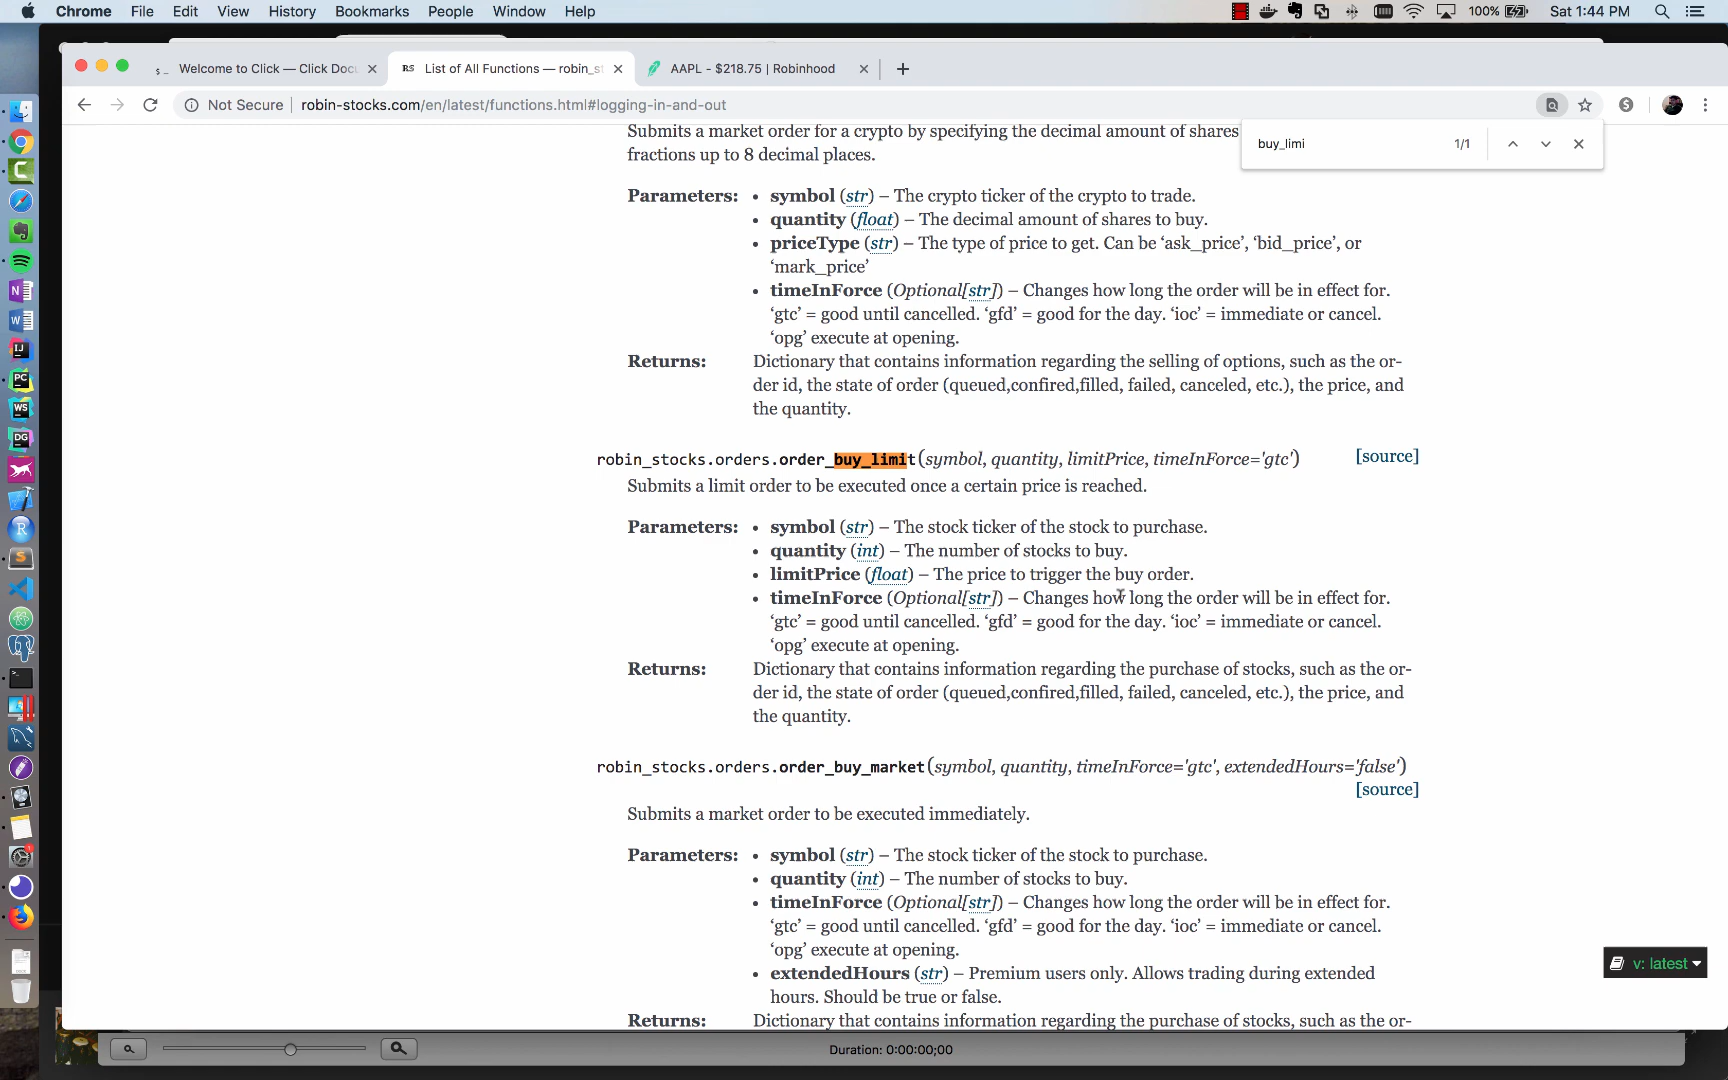 Chrome File Edit View History Bookmarks People Window Help 100% Sat 1:44 PM
$ _ Welcome to Click — Click Docu
RS List of All Functions — robin_st
AAPL - $218.75 | Robinhood
Not Secure | robin-stocks.com/en/latest/functions.html#logging-in-and-out
buy_limi 1/1
Submits a market order for a crypto by specifying the decimal amount of shares
fractions up to 8 decimal places.
Parameters: • symbol (str) – The crypto ticker of the crypto to trade.
• quantity (float) – The decimal amount of shares to buy.
• priceType (str) – The type of price to get. Can be ‘ask_price’, ‘bid_price’, or
‘mark_price’
• timeInForce (Optional[str]) – Changes how long the order will be in effect for.
‘gtc’ = good until cancelled. ‘gfd’ = good for the day. ‘ioc’ = immediate or cancel.
‘opg’ execute at opening.
Returns: Dictionary that contains information regarding the selling of options, such as the or-
der id, the state of order (queued,confired,filled, failed, canceled, etc.), the price, and
the quantity.
robin_stocks.orders.order_buy_limit(symbol, quantity, limitPrice, timeInForce='gtc') [source]
Submits a limit order to be executed once a certain price is reached.
Parameters: • symbol (str) – The stock ticker of the stock to purchase.
• quantity (int) – The number of stocks to buy.
• limitPrice (float) – The price to trigger the buy order.
• timeInForce (Optional[str]) – Changes how long the order will be in effect for.
‘gtc’ = good until cancelled. ‘gfd’ = good for the day. ‘ioc’ = immediate or cancel.
‘opg’ execute at opening.
Returns: Dictionary that contains information regarding the purchase of stocks, such as the or-
der id, the state of order (queued,confired,filled, failed, canceled, etc.), the price, and
the quantity.
robin_stocks.orders.order_buy_market(symbol, quantity, timeInForce='gtc', extendedHours='false')
[source]
Submits a market order to be executed immediately.
Parameters: • symbol (str) – The stock ticker of the stock to purchase.
• quantity (int) – The number of stocks to buy.
• timeInForce (Optional[str]) – Changes how long the order will be in effect for.
‘gtc’ = good until cancelled. ‘gfd’ = good for the day. ‘ioc’ = immediate or cancel.
‘opg’ execute at opening.
• extendedHours (str) – Premium users only. Allows trading during extended
hours. Should be true or false.
Returns: Dictionary that contains information regarding the purchase of stocks, such as the or-
v: latest
Duration: 0:00:00;00